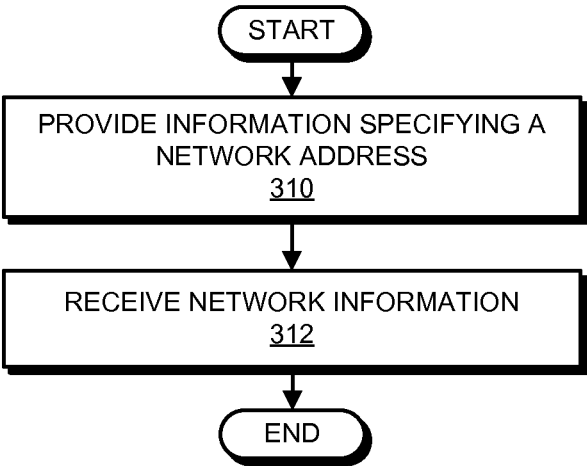 START
PROVIDE INFORMATION SPECIFYING A
NETWORK ADDRESS
310
RECEIVE NETWORK INFORMATION
312
END